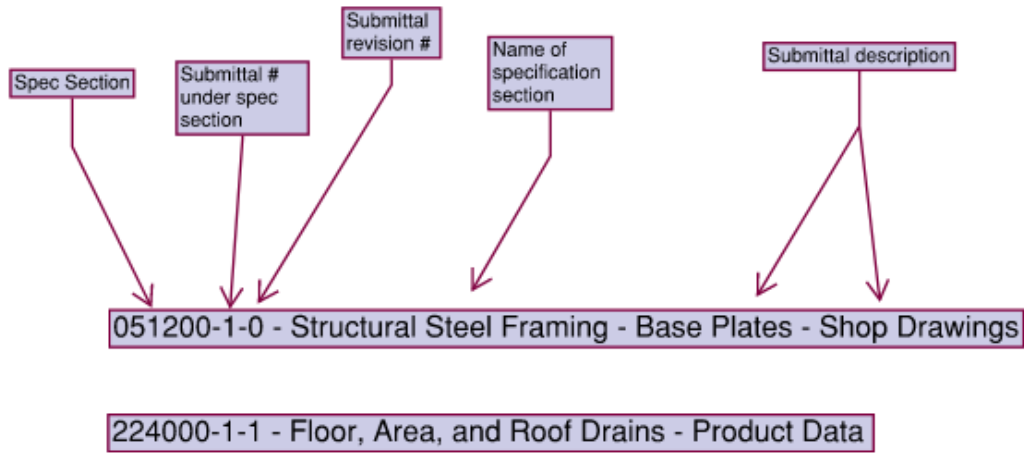 Spec Section
Submittal #
under spec
section
Submittal
revision #
Name of
specification
section
Submittal description
051200-1-0 - Structural Steel Framing - Base Plates - Shop Drawings
224000-1-1 - Floor, Area, and Roof Drains - Product Data